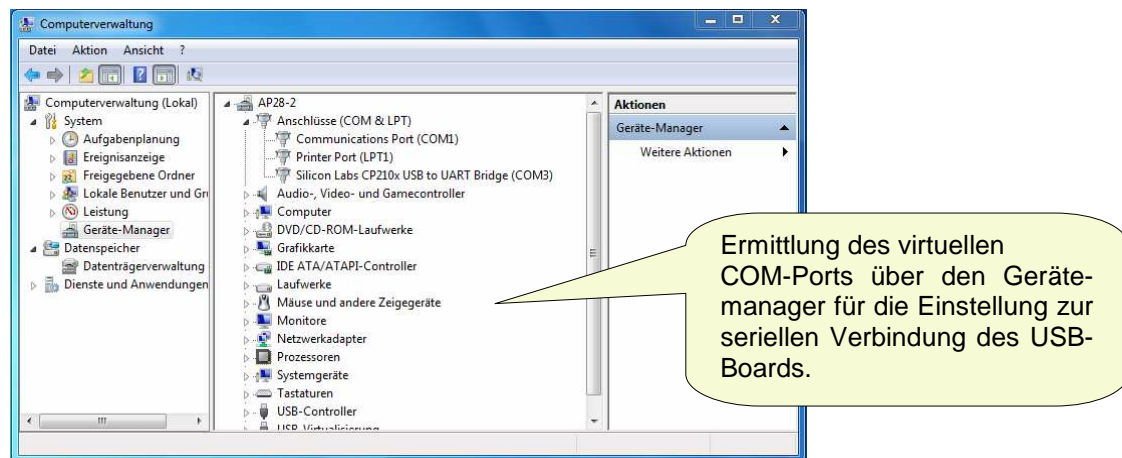 Computerverwaltung
Datei Aktion Ansicht ?
Computerverwaltung (Lokal)
System
Aufgabenplanung
Ereignisanzeige
Freigegebene Ordner
Lokale Benutzer und Gru
Leistung
Geräte-Manager
Datenspeicher
Datenträgerverwaltung
Dienste und Anwendungen
AP28-2
Anschlüsse (COM & LPT)
Communications Port (COM1)
Printer Port (LPT1)
Silicon Labs CP210x USB to UART Bridge (COM3)
Audio-, Video- und Gamecontroller
Computer
DVD/CD-ROM-Laufwerke
Grafikkarte
IDE ATA/ATAPI-Controller
Laufwerke
Mäuse und andere Zeigegeräte
Monitore
Netzwerkadapter
Prozessoren
Systemgeräte
Tastaturen
USB-Controller
USB-Virtualisierung
Aktionen
Geräte-Manager
Weitere Aktionen
Ermittlung des virtuellen
COM-Ports über den Geräte-
manager für die Einstellung zur
seriellen Verbindung des USB-
Boards.